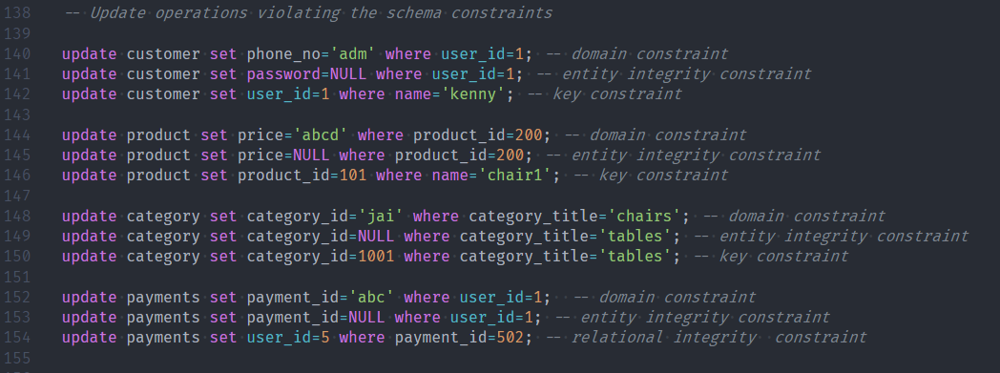 138 -- Update operations violating the schema constraints
139
140 update customer set phone_no='adm' where user_id=1; -- domain constraint
141 update customer set password=NULL where user_id=1; -- entity integrity constraint
142 update customer set user_id=1 where name='kenny'; -- key constraint
143
144 update product set price='abcd' where product_id=200; -- domain constraint
145 update product set price=NULL where product_id=200; -- entity integrity constraint
146 update product set product_id=101 where name='chair1'; -- key constraint
147
148 update category set category_id='jai' where category_title='chairs'; -- domain constraint
149 update category set category_id=NULL where category_title='tables'; -- entity integrity constraint
150 update category set category_id=1001 where category_title='tables'; -- key constraint
151
152 update payments set payment_id='abc' where user_id=1; -- domain constraint
153 update payments set payment_id=NULL where user_id=1; -- entity integrity constraint
154 update payments set user_id=5 where payment_id=502; -- relational integrity  constraint
155